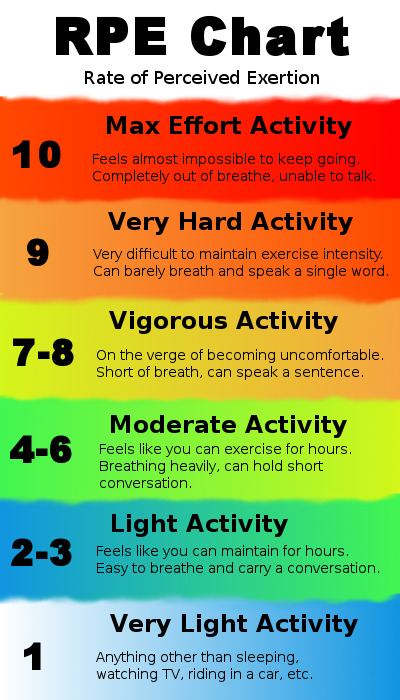 RPE Chart
Rate of Perceived Exertion
10
Max Effort Activity
Feels almost impossible to keep going.
Completely out of breathe, unable to talk.
9
Very Hard Activity
Very difficult to maintain exercise intensity.
Can barely breath and speak a single word.
7-8
Vigorous Activity
On the verge of becoming uncomfortable.
Short of breath, can speak a sentence.
4-6
Moderate Activity
Feels like you can exercise for hours.
Breathing heavily, can hold short
conversation.
2-3
Light Activity
Feels like you can maintain for hours.
Easy to breathe and carry a conversation.
1
Very Light Activity
Anything other than sleeping,
watching TV, riding in a car, etc.